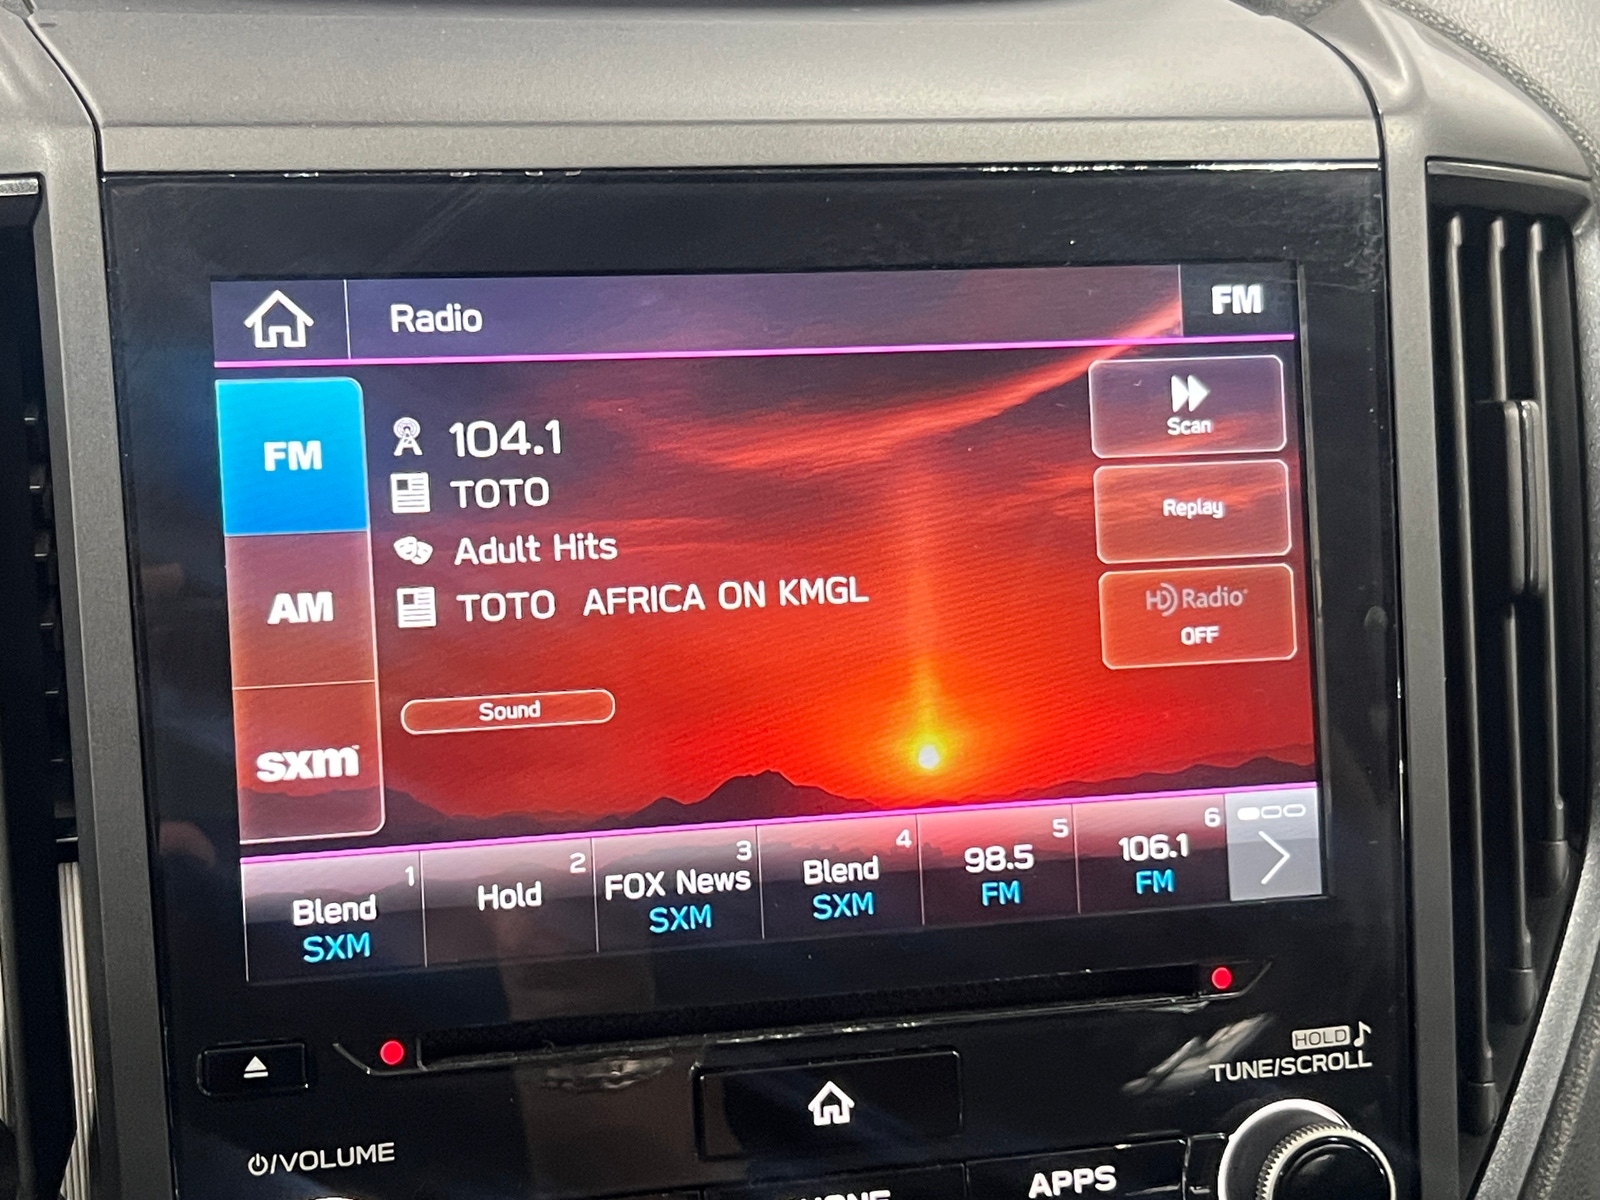 Radio
FM
FM
104.1
TOTO
Adult Hits
TOTO AFRICA ON KMGL
AM
sxm
Sound
Scan
Replay
HD Radio
OFF
1
Blend
SXM
2
Hold
3
FOX News
SXM
4
Blend
SXM
5
98.5
FM
6
106.1
FM
HOLD
TUNE/SCROLL
/VOLUME
APPS